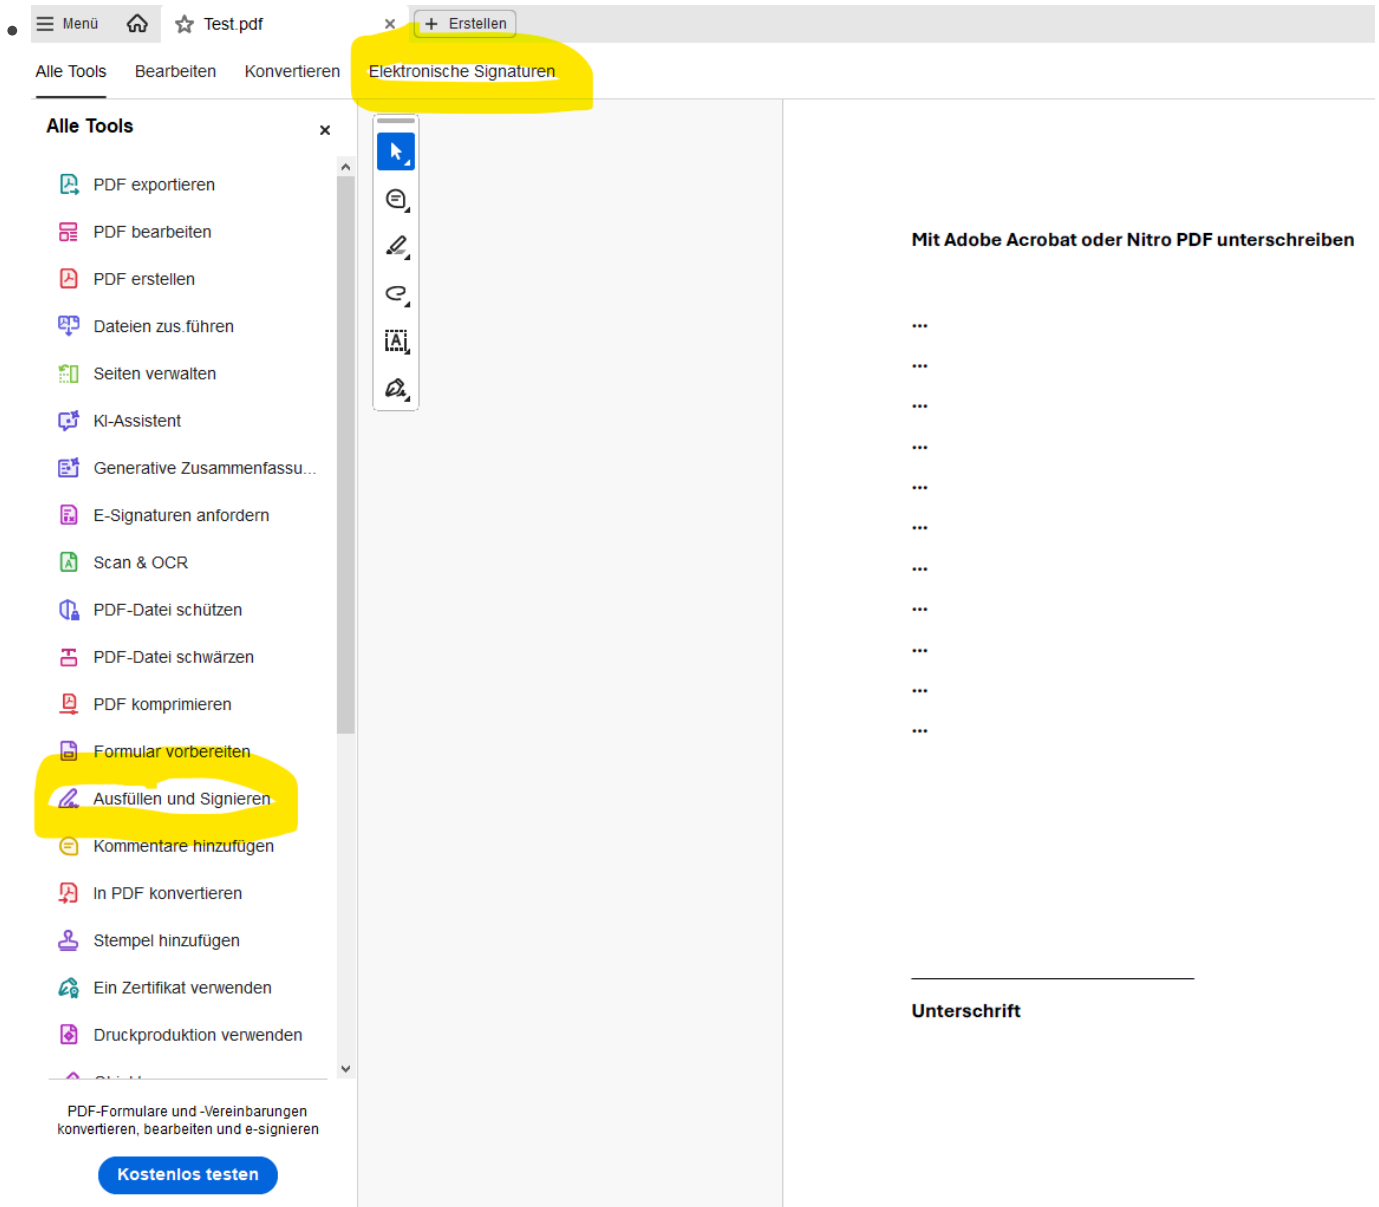 Menü
Test.pdf
Erstellen
Alle Tools
Bearbeiten
Konvertieren
Elektronische Signaturen
Alle Tools
PDF exportieren
PDF bearbeiten
PDF erstellen
Dateien zus.führen
Seiten verwalten
KI-Assistent
Generative Zusammenfassu...
E-Signaturen anfordern
Scan & OCR
PDF-Datei schützen
PDF-Datei schwärzen
PDF komprimieren
Formular vorbereiten
Ausfüllen und Signieren
Kommentare hinzufügen
In PDF konvertieren
Stempel hinzufügen
Ein Zertifikat verwenden
Druckproduktion verwenden
PDF-Formulare und -Vereinbarungen
konvertieren, bearbeiten und e-signieren
Kostenlos testen
Mit Adobe Acrobat oder Nitro PDF unterschreiben
...
...
...
...
...
...
...
...
...
...
...
Unterschrift